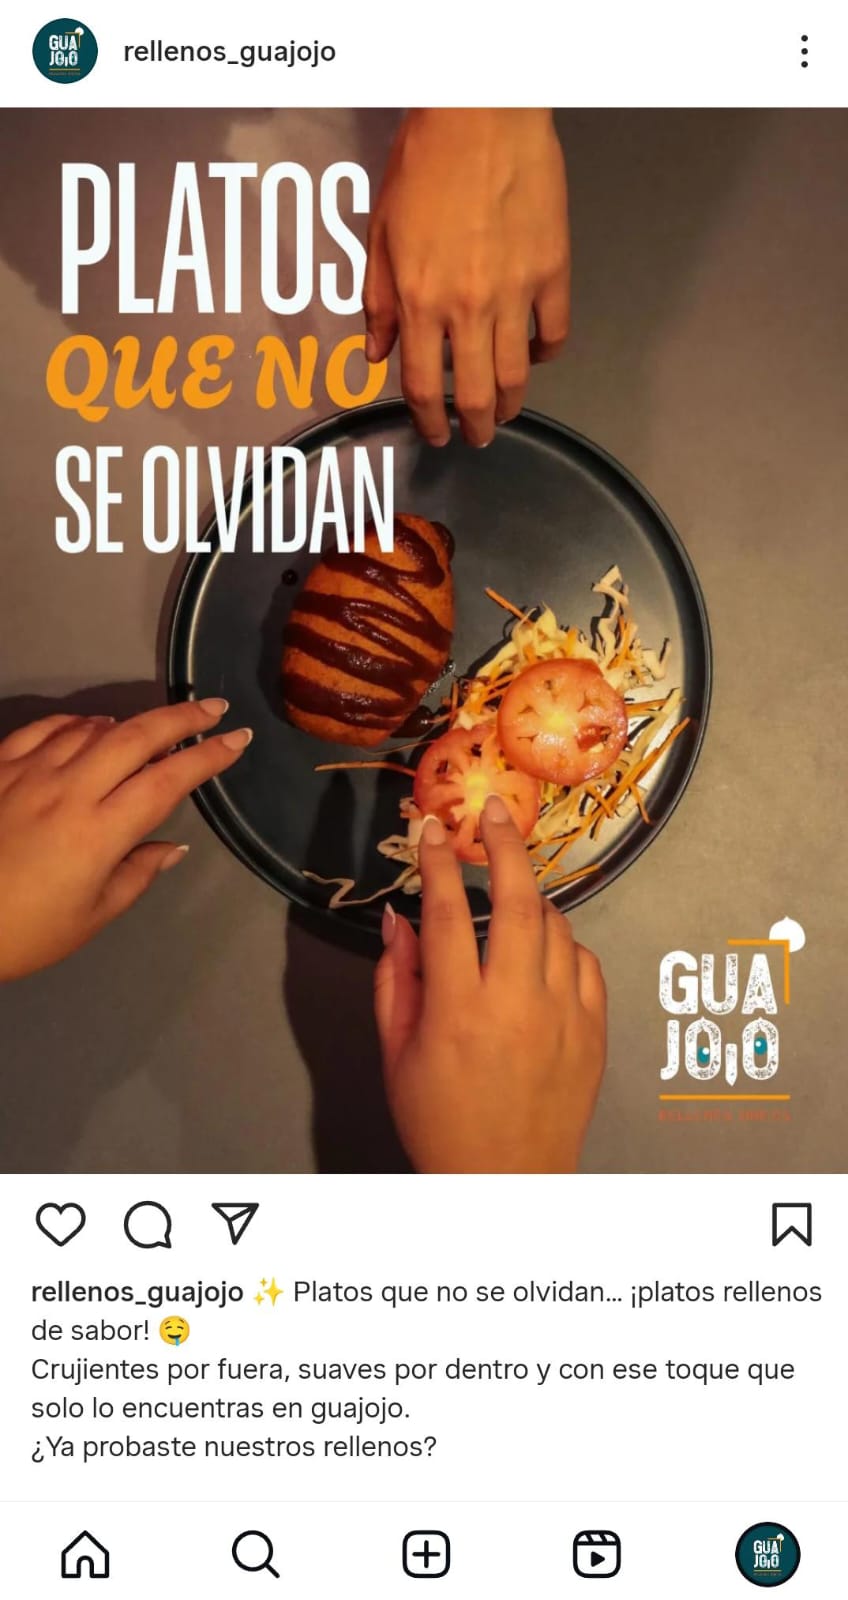 GUA
JOJO
rellenos_guajojo
PLATOS
QUE NO
SE OLVIDAN
GUA
JOJO
rellenos_guajojo ✨ Platos que no se olvidan... ¡platos rellenos
de sabor! 🤤
Crujientes por fuera, suaves por dentro y con ese toque que
solo lo encuentras en guajojo.
¿Ya probaste nuestros rellenos?
GUA
JOJO